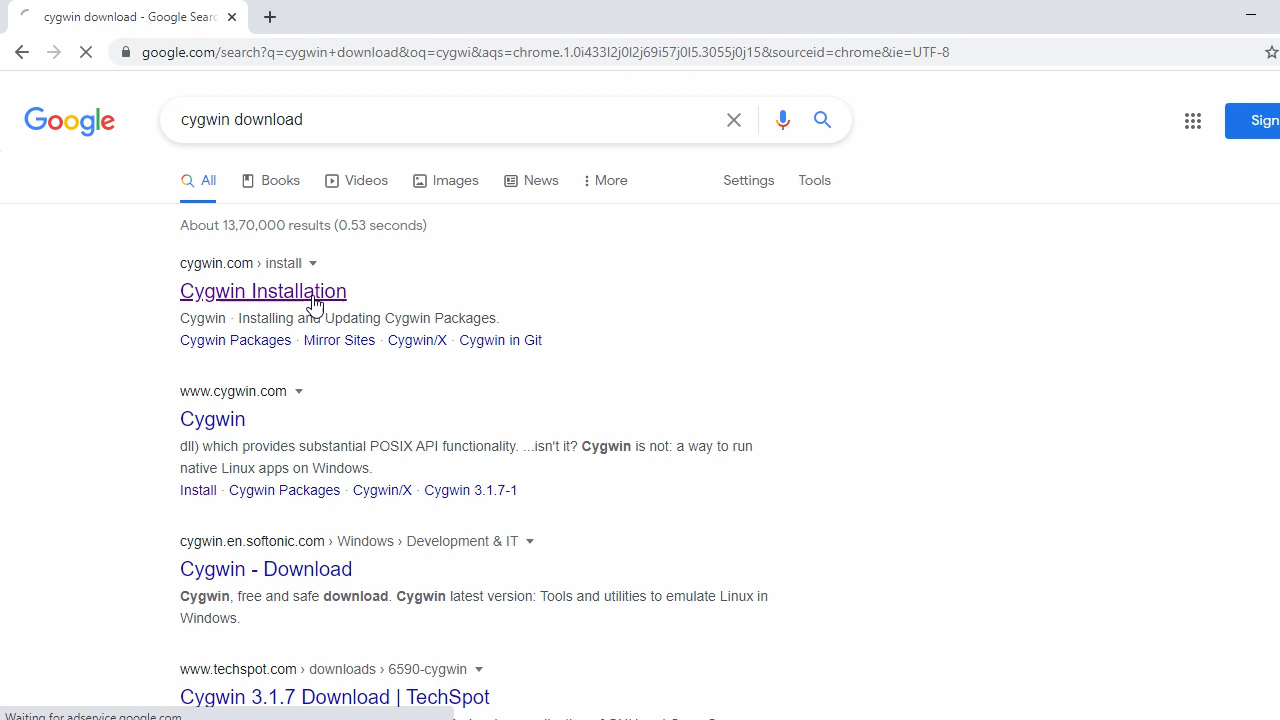 cygwin download - Google Searc
google.com/search?q=cygwin+download&oq=cygwi&aqs=chrome.1.0i433l2j0l2j69i57j0l5.3055j0j15&sourceid=chrome&ie=UTF-8
Google
cygwin download
Sign
All Books Videos Images News More Settings Tools
About 13,70,000 results (0.53 seconds)
cygwin.com › install
Cygwin Installation
Cygwin · Installing and Updating Cygwin Packages.
Cygwin Packages · Mirror Sites · Cygwin/X · Cygwin in Git
www.cygwin.com
Cygwin
dll) which provides substantial POSIX API functionality. ...isn't it? Cygwin is not: a way to run
native Linux apps on Windows.
Install · Cygwin Packages · Cygwin/X · Cygwin 3.1.7-1
cygwin.en.softonic.com › Windows › Development & IT
Cygwin - Download
Cygwin, free and safe download. Cygwin latest version: Tools and utilities to emulate Linux in
Windows.
www.techspot.com › downloads › 6590-cygwin
Cygwin 3.1.7 Download | TechSpot
Waiting for adservice.google.com